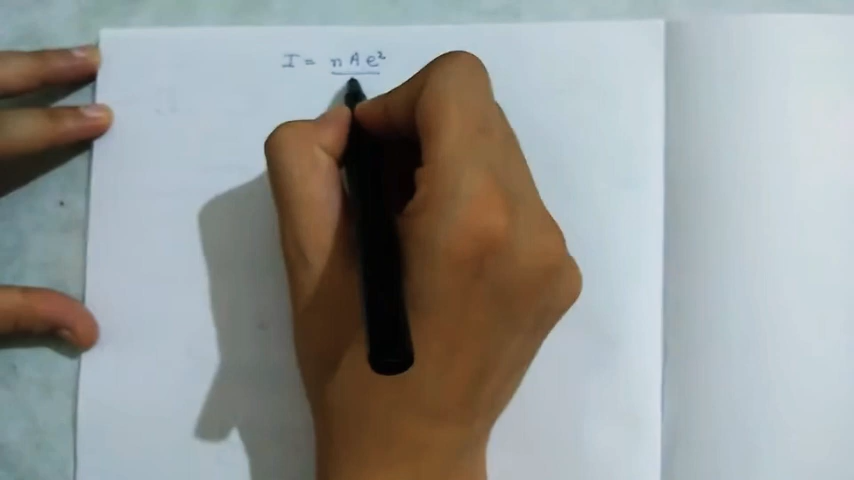 I = nAe²